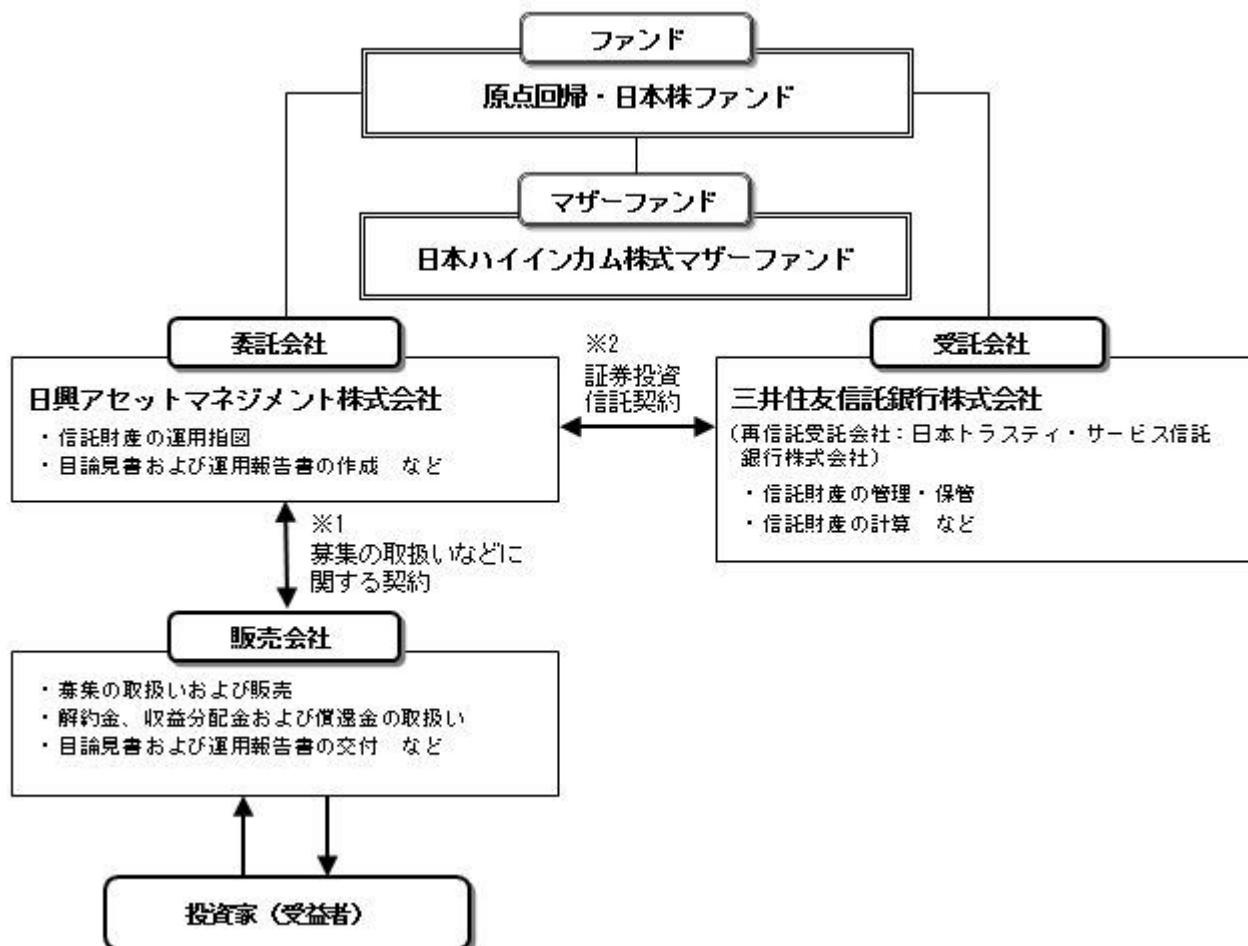 ファンド
原点回帰・日本株ファンド
マザーファンド
日本ハイインカム株式マザーファンド
委託会社
日興アセットマネジメント株式会社
・信託財産の運用指図
・目論見書および運用報告書の作成 など
※2
証券投資
信託契約
受託会社
三井住友信託銀行株式会社
(再信託受託会社:日本トラスティ・サービス信託
銀行株式会社)
・信託財産の管理・保管
・信託財産の計算 など
※1
募集の取扱いなどに
関する契約
販売会社
・募集の取扱いおよび販売
・解約金、収益分配金および償還金の取扱い
・目論見書および運用報告書の交付 など
投資家(受益者)